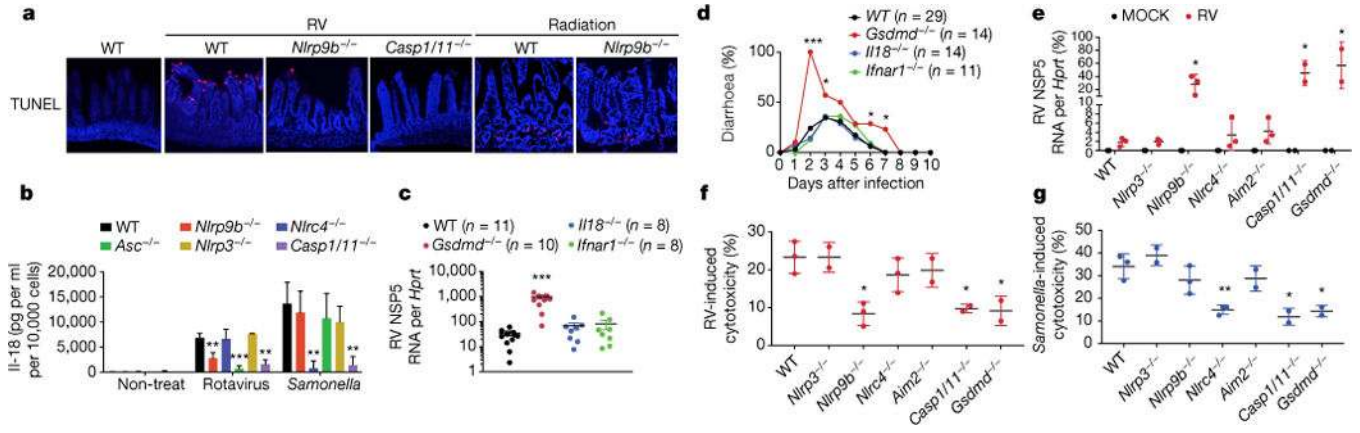 a
RV
Radiation
WT
WT
Nlrp9b−/−
Casp1/11−/−
WT
Nlrp9b−/−
TUNEL
b
WT
Nlrp9b−/−
Nlrc4−/−
Asc−/−
Nlrp3−/−
Casp1/11−/−
Il-18 (pg per ml
per 10,000 cells)
20,000
15,000
10,000
5,000
0
** *** **
** **
Non-treat
Rotavirus
Samonella
c
WT (n = 11)
Il18−/− (n = 8)
Gsdmd−/− (n = 10)
Ifnar1−/− (n = 8)
RV NSP5
RNA per Hprt
10,000
1,000
100
10
1
0
***
d
WT (n = 29)
Gsdmd−/− (n = 14)
Il18−/− (n = 14)
Ifnar1−/− (n = 11)
Diarrhoea (%)
100
50
0
***
*
* *
0 1 2 3 4 5 6 7 8 9 10
Days after infection
e
MOCK
RV
RV NSP5
RNA per Hprt
100
80
60
40
20
10
5
0
* * *
WT
Nlrp3−/−
Nlrp9b−/−
Nlrc4−/−
Aim2−/−
Casp1/11−/−
Gsdmd−/−
f
RV-induced
cytotoxicity (%)
30
20
10
0
* * *
WT
Nlrp3−/−
Nlrp9b−/−
Nlrc4−/−
Aim2−/−
Casp1/11−/−
Gsdmd−/−
g
Samonella-induced
cytotoxicity (%)
50
40
30
20
10
0
** * *
WT
Nlrp3−/−
Nlrp9b−/−
Nlrc4−/−
Aim2−/−
Casp1/11−/−
Gsdmd−/−